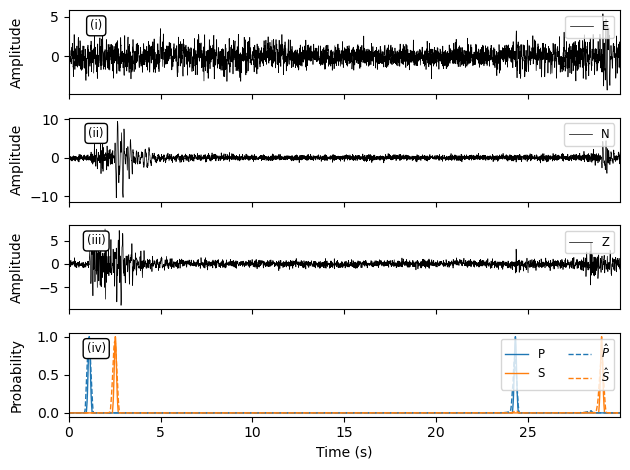 Amplitude
5
0
(i)
E
Amplitude
10
0
−10
(ii)
N
Amplitude
5
0
−5
(iii)
Z
Probability
1.0
0.5
0.0
(iv)
P
S
P̂
Ŝ
0 5 10 15 20 25
Time (s)